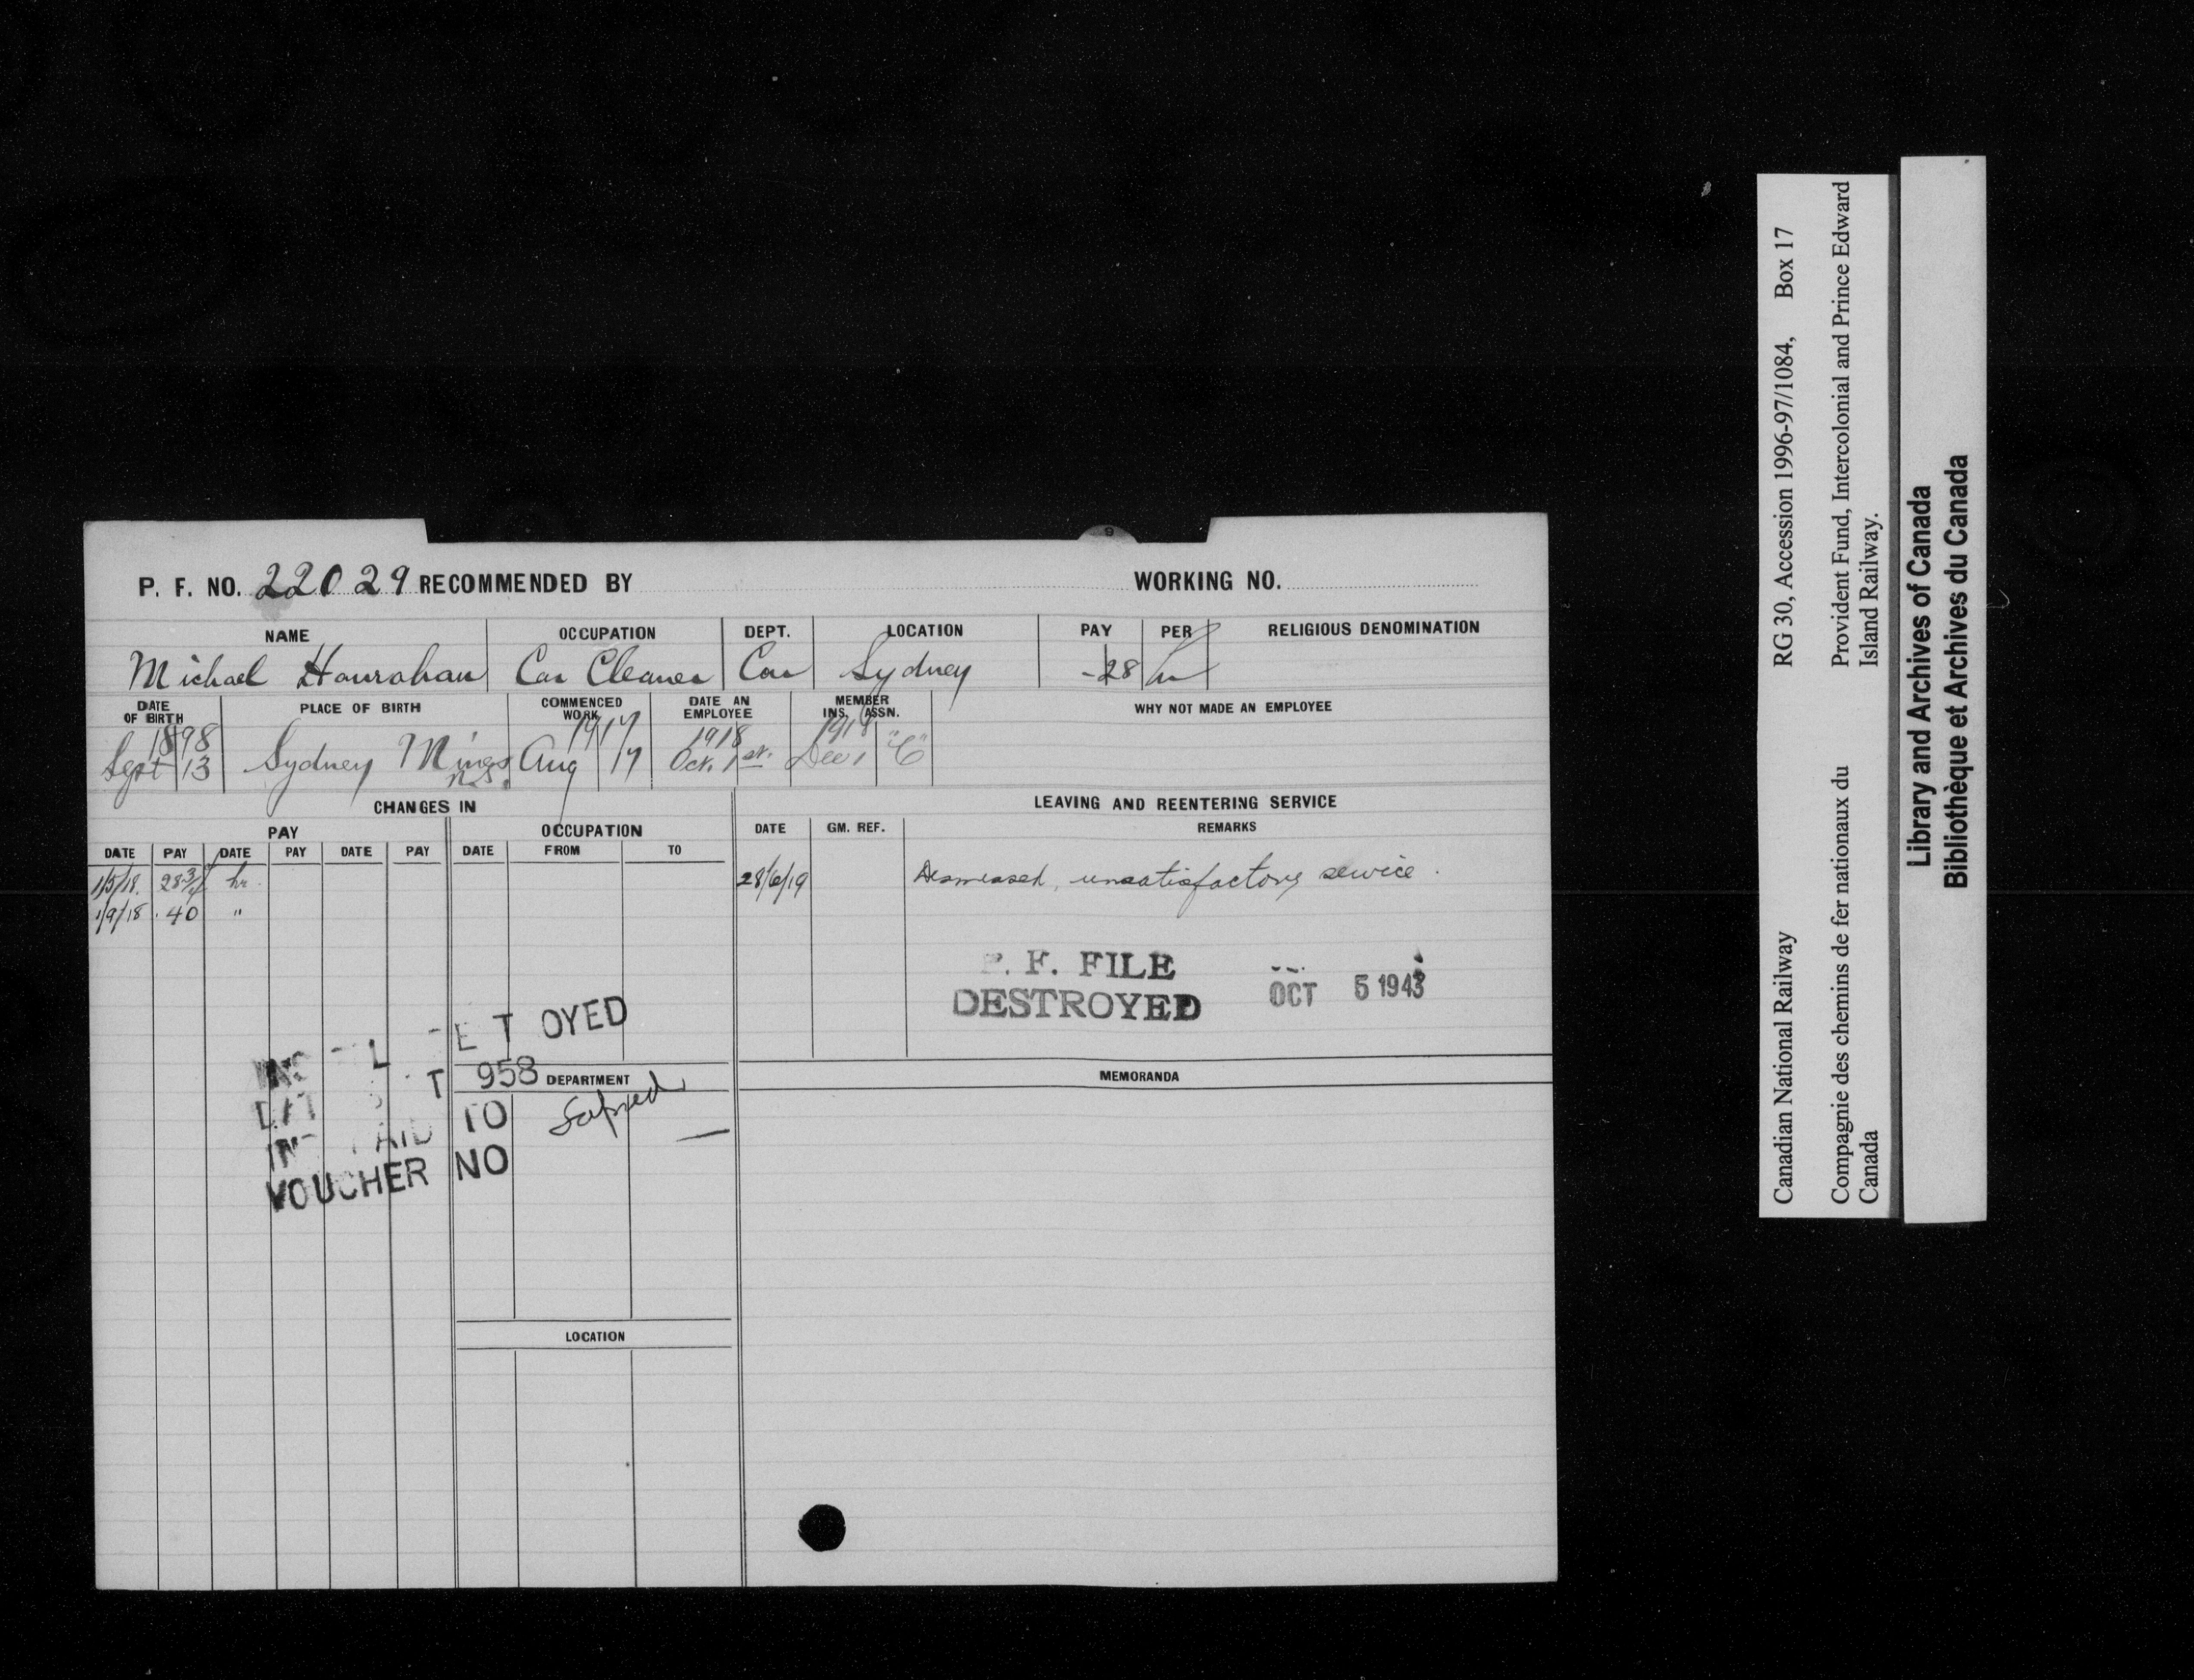 P. F. NO. 22029 RECOMMENDED BY WORKING NO.
NAME OCCUPATION DEPT. LOCATION PAY PER RELIGIOUS DENOMINATION
Michael Hanrahan Car Cleaner Car Sydney -28 hr
DATE OF BIRTH PLACE OF BIRTH COMMENCED WORK DATE AN EMPLOYEE MEMBER INS. ASSN. WHY NOT MADE AN EMPLOYEE
1898 1917 1918 1918
Sept 13 Sydney Mines Aug 17 Oct. 1st. Dec 1 "C"
N.S.
CHANGES IN LEAVING AND REENTERING SERVICE
PAY OCCUPATION DATE GM. REF. REMARKS
DATE PAY DATE PAY DATE PAY DATE FROM TO
1/5/18. 28 3/4 hr. 28/6/19 Dismissed, unsatisfactory service.
1/9/18 .40 "
F. FILE
DESTROYED OCT 5 1943
E T OYED
958 DEPARTMENT MEMORANDA
TO
VOUCHER NO
LOCATION
Canadian National Railway RG 30, Accession 1996-97/1084, Box 17
Compagnie des chemins de fer nationaux du Provident Fund, Intercolonial and Prince Edward
Canada Island Railway.
Library and Archives of Canada
Bibliothèque et Archives du Canada